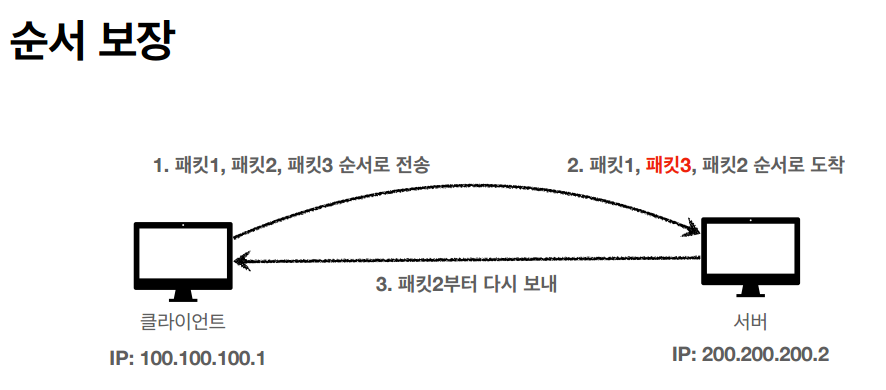 순서 보장
1. 패킷1, 패킷2, 패킷3 순서로 전송
2. 패킷1, 패킷3, 패킷2 순서로 도착
3. 패킷2부터 다시 보내
클라이언트
서버
IP: 100.100.100.1
IP: 200.200.200.2